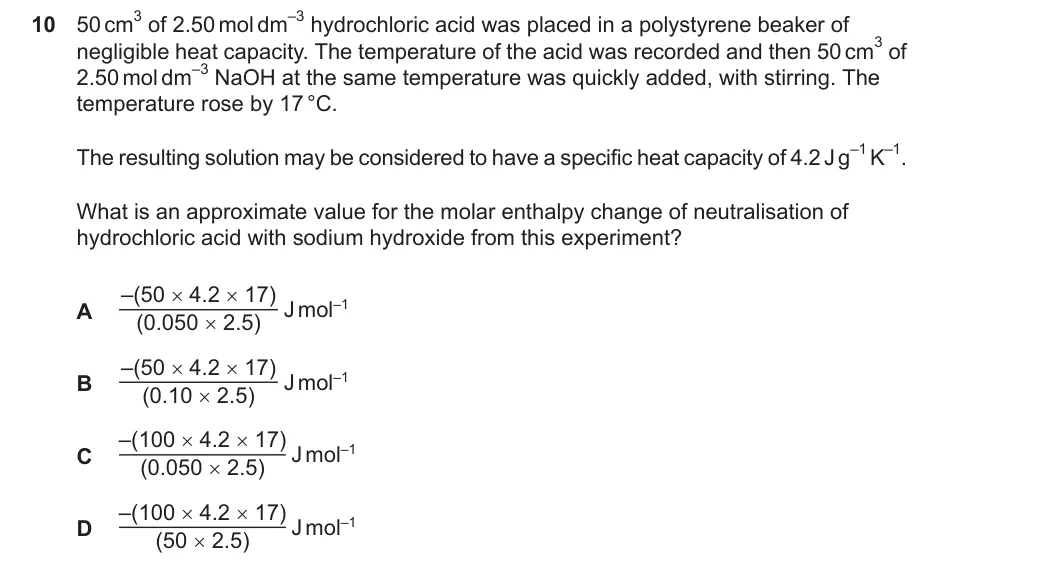 10 50 cm³ of 2.50 mol dm⁻³ hydrochloric acid was placed in a polystyrene beaker of
negligible heat capacity. The temperature of the acid was recorded and then 50 cm³ of
2.50 mol dm⁻³ NaOH at the same temperature was quickly added, with stirring. The
temperature rose by 17 °C.
The resulting solution may be considered to have a specific heat capacity of 4.2 J g⁻¹ K⁻¹.
What is an approximate value for the molar enthalpy change of neutralisation of
hydrochloric acid with sodium hydroxide from this experiment?
–(50 × 4.2 × 17)
A J mol⁻¹
(0.050 × 2.5)
–(50 × 4.2 × 17)
B J mol⁻¹
(0.10 × 2.5)
–(100 × 4.2 × 17)
C J mol⁻¹
(0.050 × 2.5)
–(100 × 4.2 × 17)
D J mol⁻¹
(50 × 2.5)